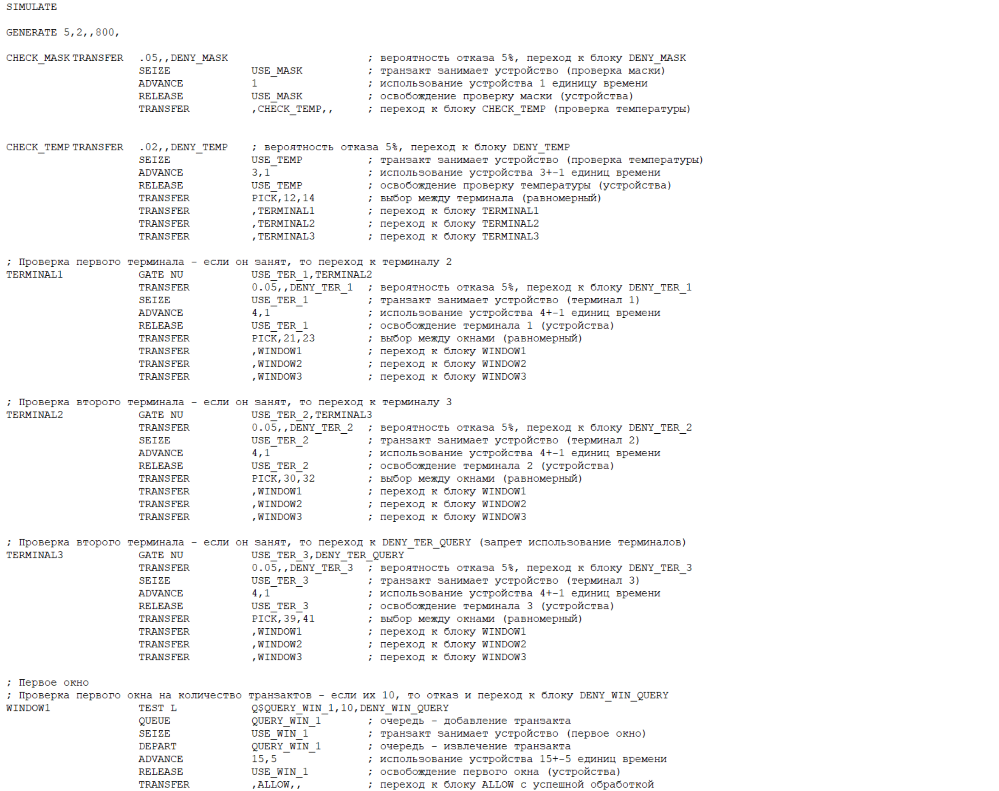 SIMULATE
GENERATE 5,2,,800,
CHECK_MASK TRANSFER .05,,DENY_MASK ; вероятность отказа 5%, переход к блоку DENY_MASK
SEIZE USE_MASK ; транзакт занимает устройство (проверка маски)
ADVANCE 1 ; использование устройства 1 единицу времени
RELEASE USE_MASK ; освобождение проверку маски (устройства)
TRANSFER ,CHECK_TEMP,, ; переход к блоку CHECK_TEMP (проверка температуры)
CHECK_TEMP TRANSFER .02,,DENY_TEMP ; вероятность отказа 5%, переход к блоку DENY_TEMP
SEIZE USE_TEMP ; транзакт занимает устройство (проверка температуры)
ADVANCE 3,1 ; использование устройства 3+-1 единиц времени
RELEASE USE_TEMP ; освобождение проверку температуры (устройства)
TRANSFER PICK,12,14 ; выбор между терминала (равномерный)
TRANSFER ,TERMINAL1 ; переход к блоку TERMINAL1
TRANSFER ,TERMINAL2 ; переход к блоку TERMINAL2
TRANSFER ,TERMINAL3 ; переход к блоку TERMINAL3
; Проверка первого терминала - если он занят, то переход к терминалу 2
TERMINAL1 GATE NU USE_TER_1,TERMINAL2
TRANSFER 0.05,,DENY_TER_1 ; вероятность отказа 5%, переход к блоку DENY_TER_1
SEIZE USE_TER_1 ; транзакт занимает устройство (терминал 1)
ADVANCE 4,1 ; использование устройства 4+-1 единиц времени
RELEASE USE_TER_1 ; освобождение терминала 1 (устройства)
TRANSFER PICK,21,23 ; выбор между окнами (равномерный)
TRANSFER ,WINDOW1 ; переход к блоку WINDOW1
TRANSFER ,WINDOW2 ; переход к блоку WINDOW2
TRANSFER ,WINDOW3 ; переход к блоку WINDOW3
; Проверка второго терминала - если он занят, то переход к терминалу 3
TERMINAL2 GATE NU USE_TER_2,TERMINAL3
TRANSFER 0.05,,DENY_TER_2 ; вероятность отказа 5%, переход к блоку DENY_TER_2
SEIZE USE_TER_2 ; транзакт занимает устройство (терминал 2)
ADVANCE 4,1 ; использование устройства 4+-1 единиц времени
RELEASE USE_TER_2 ; освобождение терминала 2 (устройства)
TRANSFER PICK,30,32 ; выбор между окнами (равномерный)
TRANSFER ,WINDOW1 ; переход к блоку WINDOW1
TRANSFER ,WINDOW2 ; переход к блоку WINDOW2
TRANSFER ,WINDOW3 ; переход к блоку WINDOW3
; Проверка второго терминала - если он занят, то переход к DENY_TER_QUERY (запрет использование терминалов)
TERMINAL3 GATE NU USE_TER_3,DENY_TER_QUERY
TRANSFER 0.05,,DENY_TER_3 ; вероятность отказа 5%, переход к блоку DENY_TER_3
SEIZE USE_TER_3 ; транзакт занимает устройство (терминал 3)
ADVANCE 4,1 ; использование устройства 4+-1 единиц времени
RELEASE USE_TER_3 ; освобождение терминала 3 (устройства)
TRANSFER PICK,39,41 ; выбор между окнами (равномерный)
TRANSFER ,WINDOW1 ; переход к блоку WINDOW1
TRANSFER ,WINDOW2 ; переход к блоку WINDOW2
TRANSFER ,WINDOW3 ; переход к блоку WINDOW3
; Первое окно
; Проверка первого окна на количество транзактов - если их 10, то отказ и переход к блоку DENY_WIN_QUERY
WINDOW1 TEST L Q$QUERY_WIN_1,10,DENY_WIN_QUERY
QUEUE QUERY_WIN_1 ; очередь - добавление транзакта
SEIZE USE_WIN_1 ; транзакт занимает устройство (первое окно)
DEPART QUERY_WIN_1 ; очередь - извлечение транзакта
ADVANCE 15,5 ; использование устройства 15+-5 единиц времени
RELEASE USE_WIN_1 ; освобождение первого окна (устройства)
TRANSFER ,ALLOW,, ; переход к блоку ALLOW с успешной обработкой